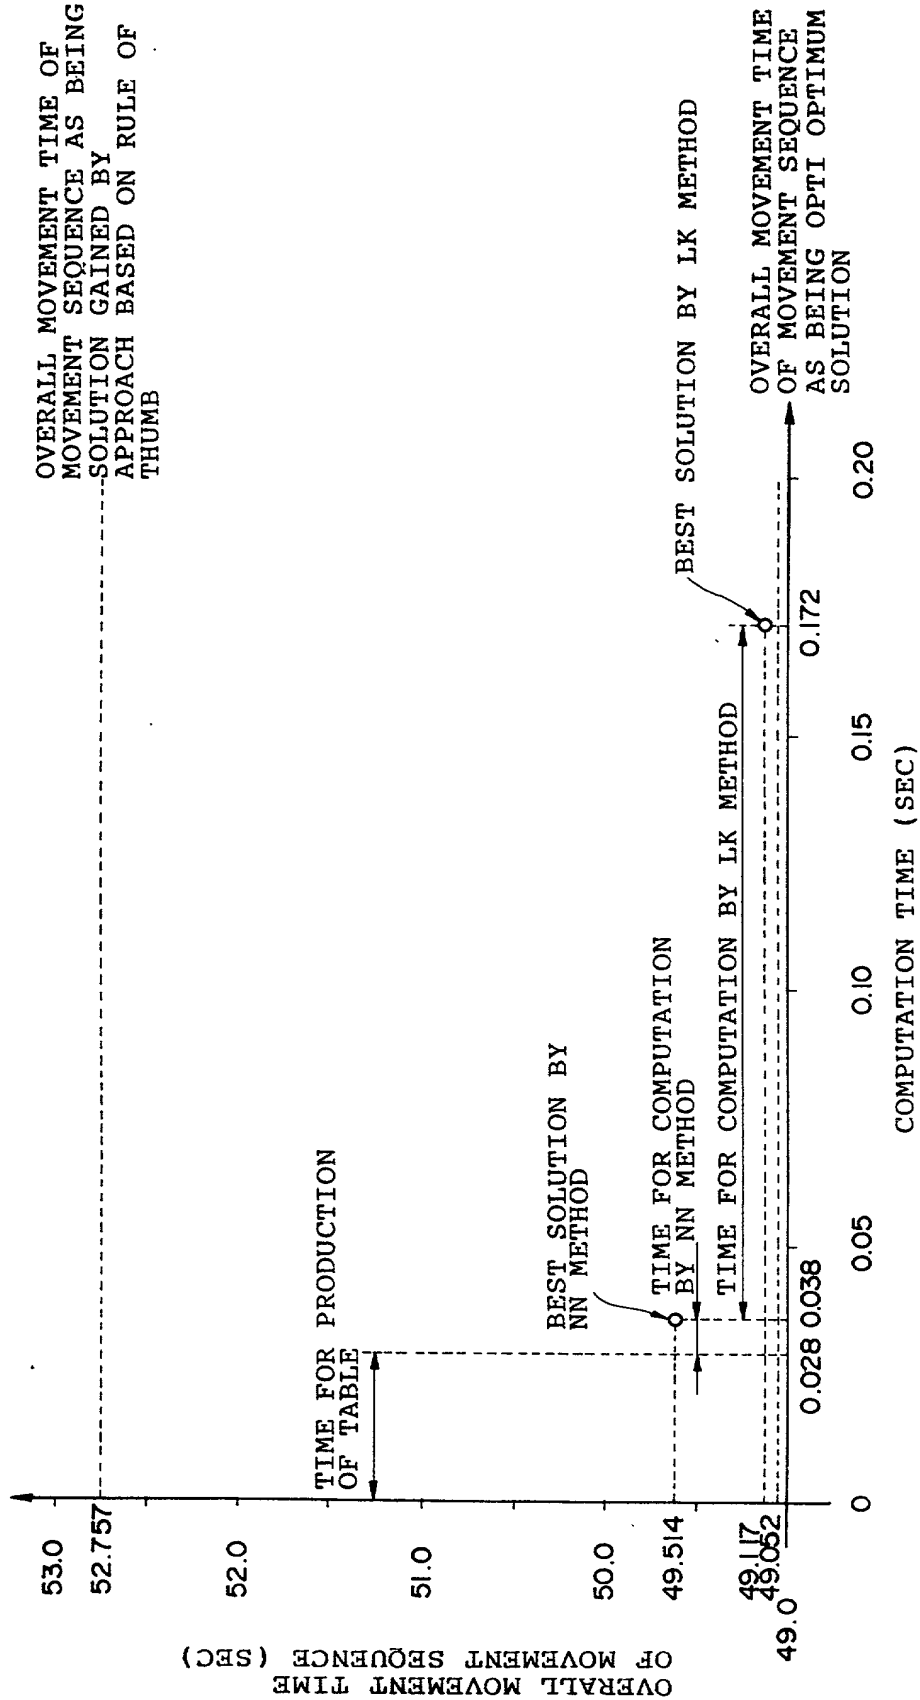 OVERALL MOVEMENT TIME OF
MOVEMENT SEQUENCE AS BEING
SOLUTION GAINED BY
APPROACH BASED ON RULE OF
THUMB
OVERALL MOVEMENT TIME
OF MOVEMENT SEQUENCE (SEC)
53.0
52.757
52.0
51.0
50.0
49.514
49.117
49.052
49.0
TIME FOR PRODUCTION
OF TABLE
BEST SOLUTION BY
NN METHOD
TIME FOR COMPUTATION
BY NN METHOD
TIME FOR COMPUTATION BY LK METHOD
BEST SOLUTION BY LK METHOD
OVERALL MOVEMENT TIME
OF MOVEMENT SEQUENCE
AS BEING OPTI OPTIMUM
SOLUTION
0
0.028
0.038
0.05
0.10
0.15
0.172
0.20
COMPUTATION TIME (SEC)